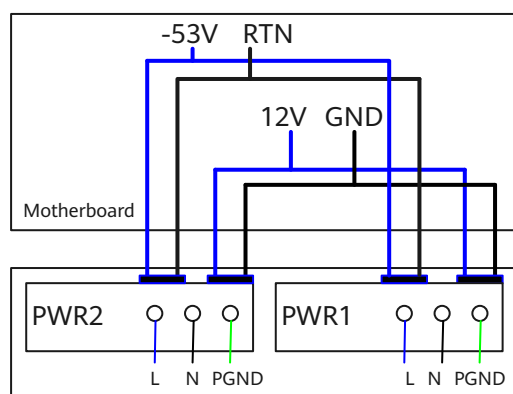 -53V RTN
12V GND
Motherboard
PWR2 PWR1
L N PGND L N PGND